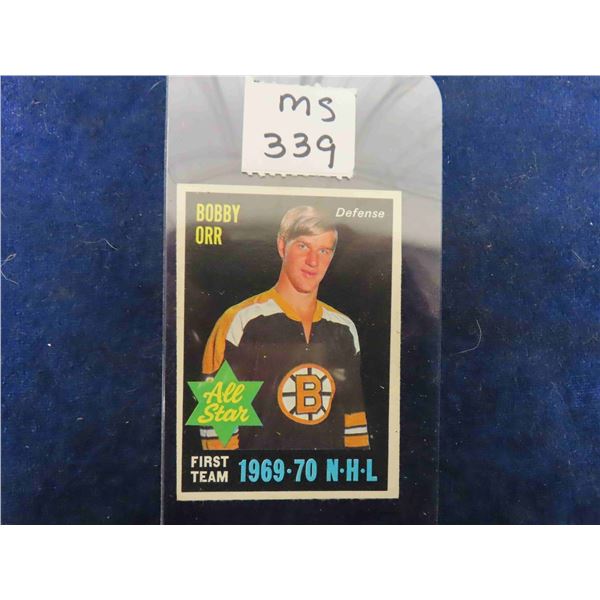 ms
339
BOBBY
ORR
Defense
B
All
Star
FIRST
TEAM
1969·70 N·H·L